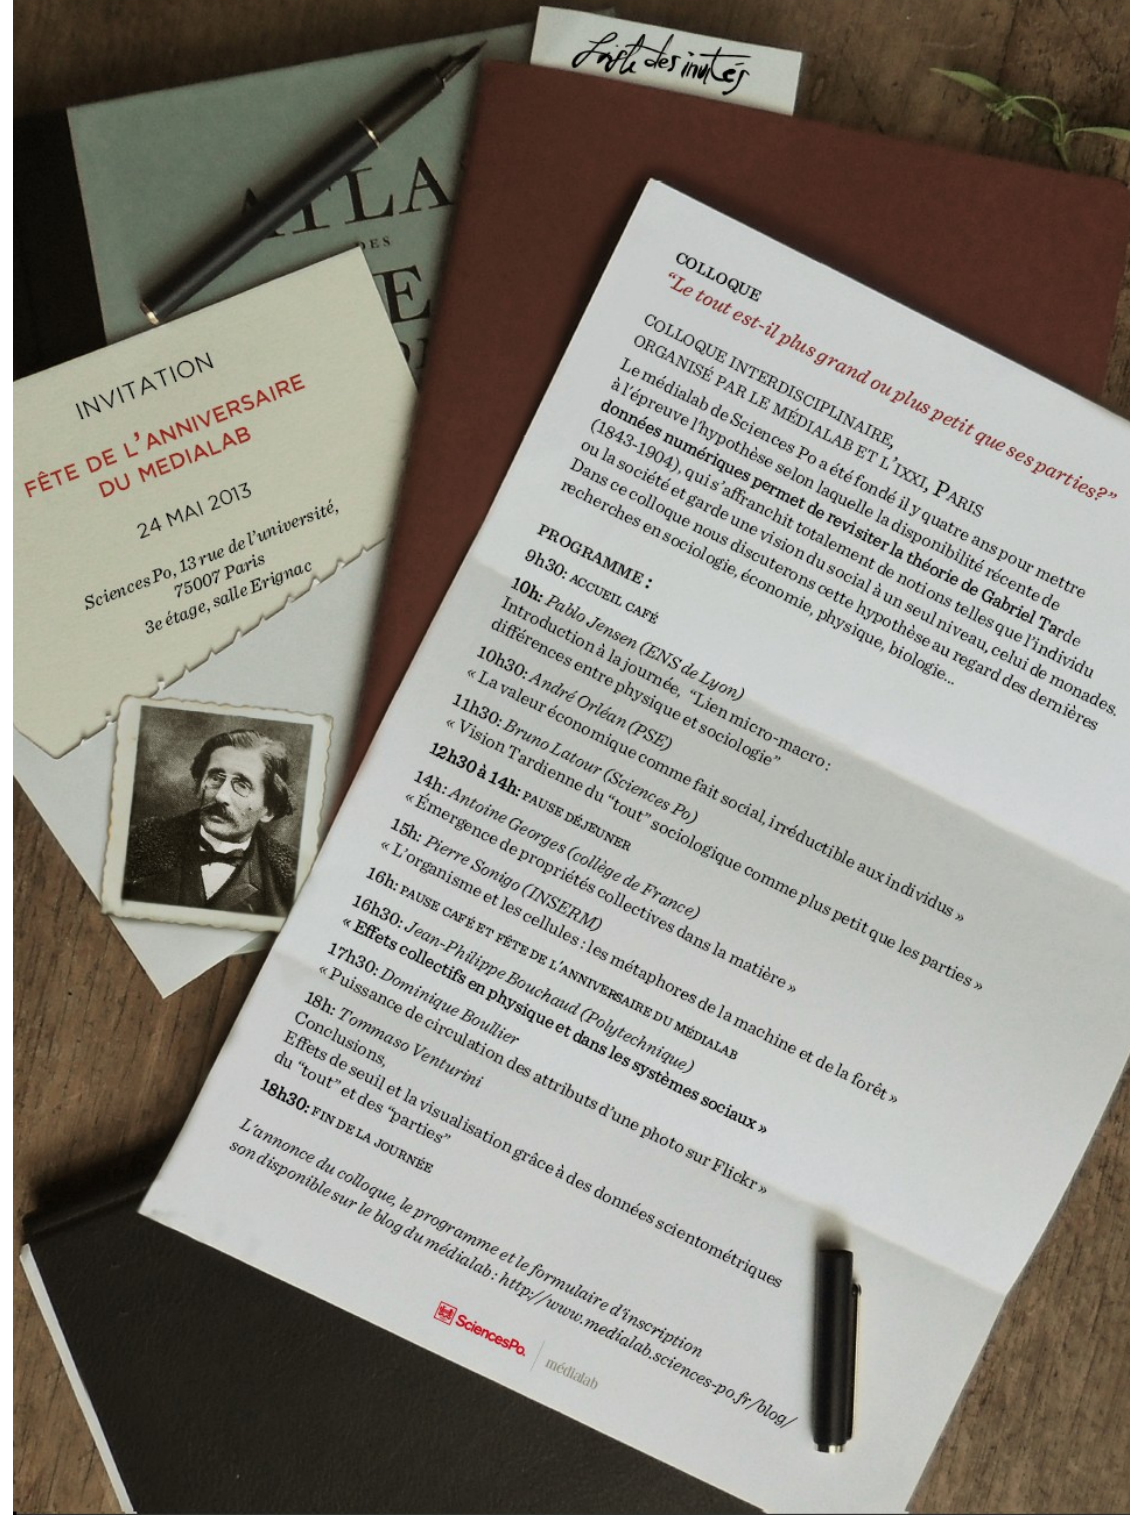 Liste des invités
ATLA
DES
E
INVITATION
FÊTE DE L'ANNIVERSAIRE
DU MEDIALAB
24 MAI 2013
Sciences Po, 13 rue de l'université,
75007 Paris
3e étage, salle Erignac
COLLOQUE
“Le tout est-il plus grand ou plus petit que ses parties?”
COLLOQUE INTERDISCIPLINAIRE,
ORGANISÉ PAR LE MÉDIALAB ET L'IXXI, PARIS
Le médialab de Sciences Po a été fondé il y quatre ans pour mettre
à l'épreuve l'hypothèse selon laquelle la disponibilité récente de
données numériques permet de revisiter la théorie de Gabriel Tarde
(1843-1904), qui s'affranchit totalement de notions telles que l'individu
ou la société et garde une vision du social à un seul niveau, celui de monades.
Dans ce colloque nous discuterons cette hypothèse au regard des dernières
recherches en sociologie, économie, physique, biologie...
PROGRAMME :
9h30: ACCUEIL CAFÉ
10h: Pablo Jensen (ENS de Lyon)
Introduction à la journée, “Lien micro-macro :
différences entre physique et sociologie”
10h30: André Orléan (PSE)
« La valeur économique comme fait social, irréductible aux individus »
11h30: Bruno Latour (Sciences Po)
« Vision Tardienne du “tout” sociologique comme plus petit que les parties »
12h30 à 14h: PAUSE DÉJEUNER
14h: Antoine Georges (collège de France)
« Émergence de propriétés collectives dans la matière »
15h: Pierre Sonigo (INSERM)
« L'organisme et les cellules : les métaphores de la machine et de la forêt »
16h: PAUSE CAFÉ ET FÊTE DE L'ANNIVERSAIRE DU MÉDIALAB
16h30: Jean-Philippe Bouchaud (Polytechnique)
« Effets collectifs en physique et dans les systèmes sociaux »
17h30: Dominique Boullier
« Puissance de circulation des attributs d'une photo sur Flickr »
18h: Tommaso Venturini
Conclusions,
Effets de seuil et la visualisation grâce à des données scientométriques
du “tout” et des “parties”
18h30: FIN DE LA JOURNÉE
L'annonce du colloque, le programme et le formulaire d'inscription
son disponible sur le blog du médialab : http://www.medialab.sciences-po.fr/blog/
SciencesPo.
médialab